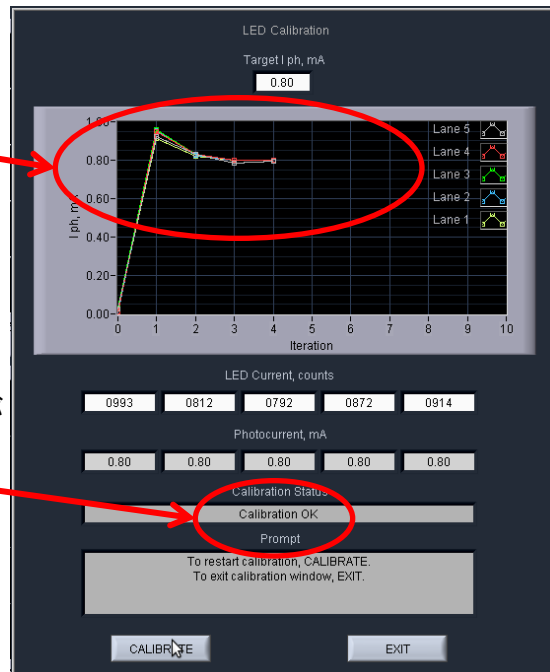 LED Calibration
Target I ph, mA
0.80
1.00
0.80
0.60
0.40
0.20
0.00
I ph, mA
0 1 2 3 4 5 6 7 8 9 10
Iteration
Lane 5
Lane 4
Lane 3
Lane 2
Lane 1
LED Current, counts
0993 0812 0792 0872 0914
Photocurrent, mA
0.80 0.80 0.80 0.80 0.80
Calibration Status
Calibration OK
Prompt
To restart calibration, CALIBRATE.
To exit calibration window, EXIT.
CALIBRATE EXIT